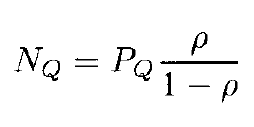 N_Q = P_Q \frac{\rho}{1 - \rho}